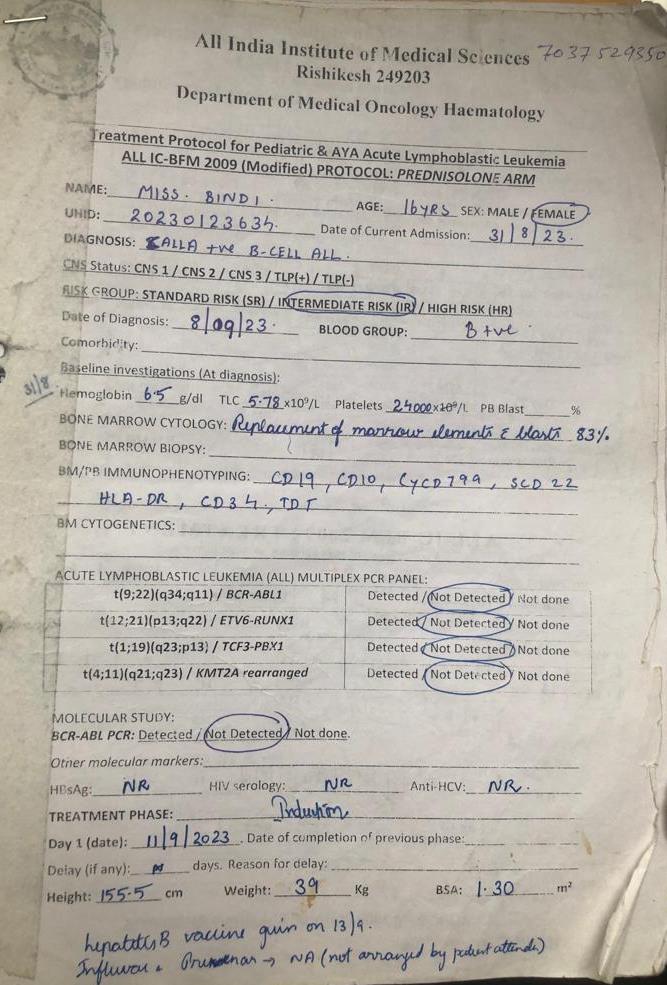 All India Institute of Medical Sciences 7037529350
Rishikesh 249203
Department of Medical Oncology Haematology
Treatment Protocol for Pediatric & AYA Acute Lymphoblastic Leukemia
ALL IC-BFM 2009 (Modified) PROTOCOL: PREDNISOLONE ARM
NAME: MISS. BINDI. AGE: 16YRS SEX: MALE / FEMALE
UHID: 20230123634. Date of Current Admission: 31/8/23.
DIAGNOSIS: CALLA +ve B-CELL ALL.
CNS Status: CNS 1 / CNS 2 / CNS 3 / TLP(+) / TLP(-)
RISK GROUP: STANDARD RISK (SR) / INTERMEDIATE RISK (IR) / HIGH RISK (HR)
Date of Diagnosis: 8/09/23. BLOOD GROUP: B +ve
Comorbidity:
Baseline investigations (At diagnosis):
31/8 Hemoglobin 6.5 g/dl TLC 5.78 x10⁹/L Platelets 24000 x10⁹/L PB Blast %
BONE MARROW CYTOLOGY: Replacement of marrow elements c̄ blasts 83%
BONE MARROW BIOPSY:
BM/PB IMMUNOPHENOTYPING: CD19, CD10, CyCD79a, SCD22
HLA-DR, CD34, TDT
BM CYTOGENETICS:
ACUTE LYMPHOBLASTIC LEUKEMIA (ALL) MULTIPLEX PCR PANEL:
t(9;22)(q34;q11) / BCR-ABL1 Detected / Not Detected / Not done
t(12;21)(p13;q22) / ETV6-RUNX1 Detected / Not Detected / Not done
t(1;19)(q23;p13) / TCF3-PBX1 Detected / Not Detected / Not done
t(4;11)(q21;q23) / KMT2A rearranged Detected / Not Detected / Not done
MOLECULAR STUDY:
BCR-ABL PCR: Detected / Not Detected / Not done.
Other molecular markers:
HBsAg: NR HIV serology: NR Anti-HCV: NR.
TREATMENT PHASE: Induction
Day 1 (date): 11/9/2023. Date of completion of previous phase:
Delay (if any): days. Reason for delay:
Height: 155.5 cm Weight: 39 Kg BSA: 1.30 m²
hepatitis B vaccine given on 13/9.
NA (not arranged by patient attende)